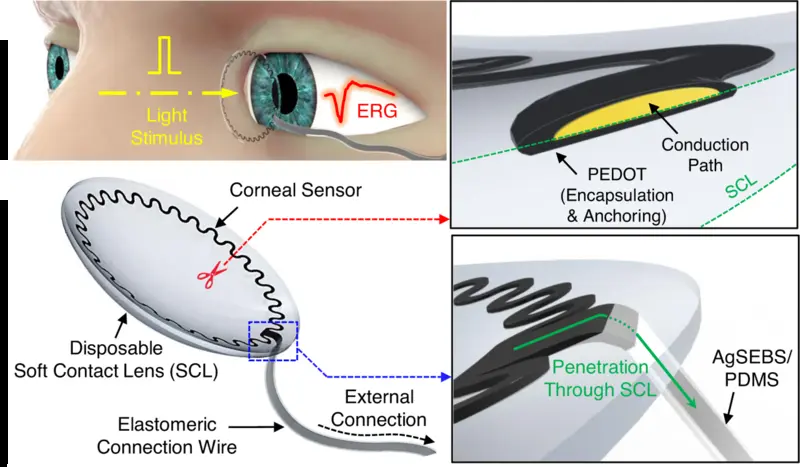 Light
Stimulus
ERG
Conduction
Path
PEDOT
(Encapsulation
& Anchoring)
SCL
Corneal Sensor
Disposable
Soft Contact Lens (SCL)
External
Connection
Elastomeric
Connection Wire
Penetration
Through SCL
AgSEBS/
PDMS